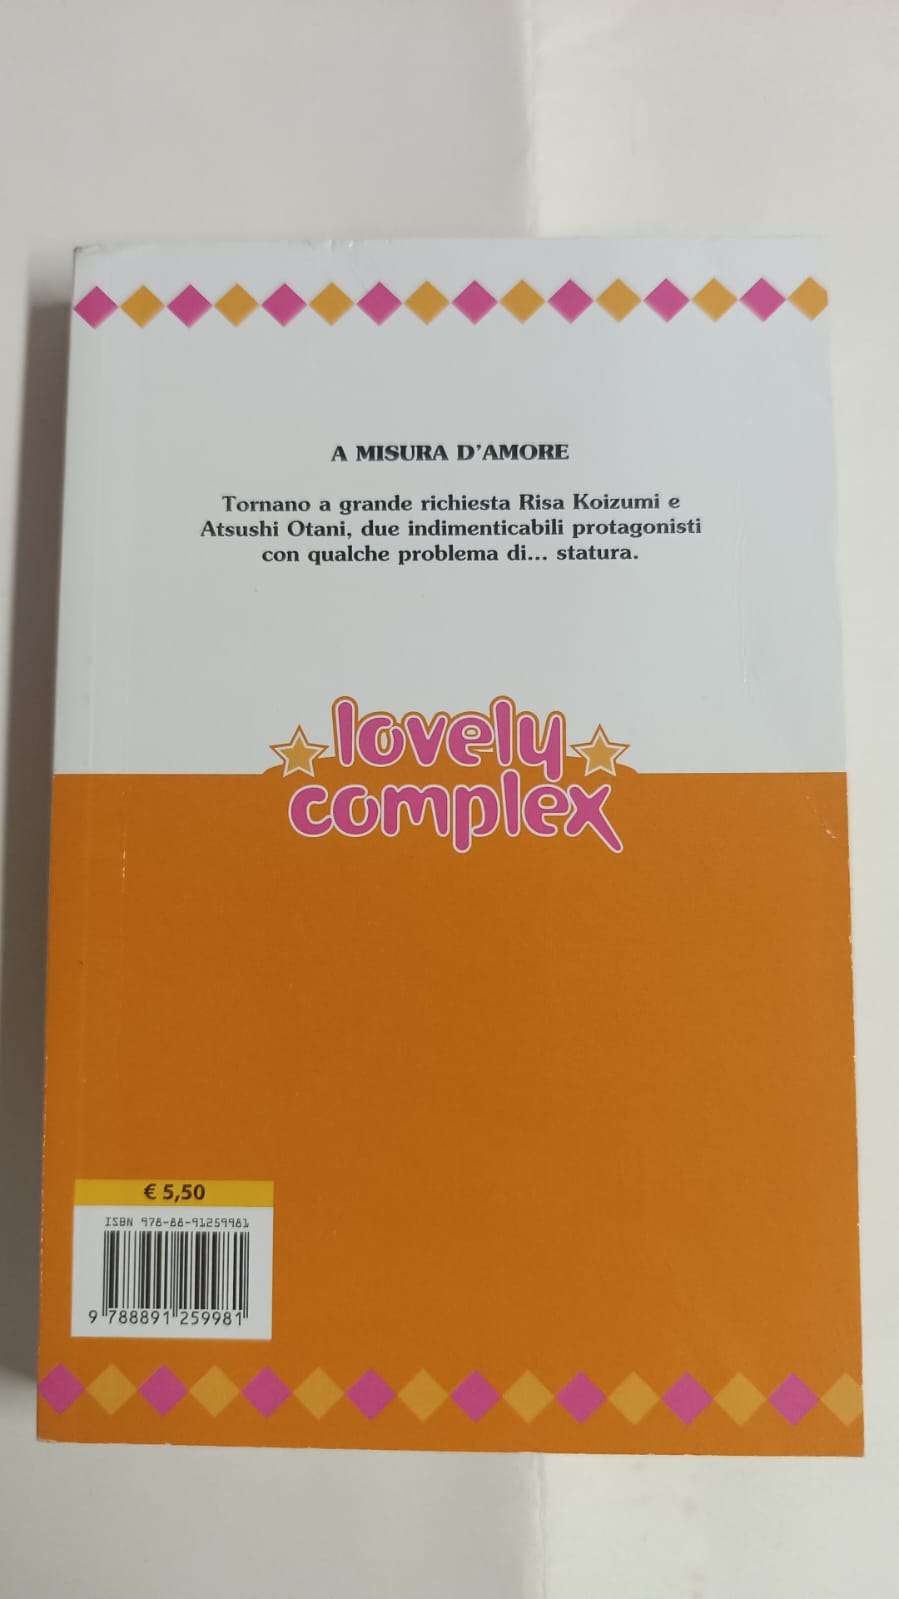 A MISURA D'AMORE
Tornano a grande richiesta Risa Koizumi e
Atsushi Otani, due indimenticabili protagonisti
con qualche problema di... statura.
lovely
complex
€ 5,50
ISBN 978-88-91259981
9 788891 259981